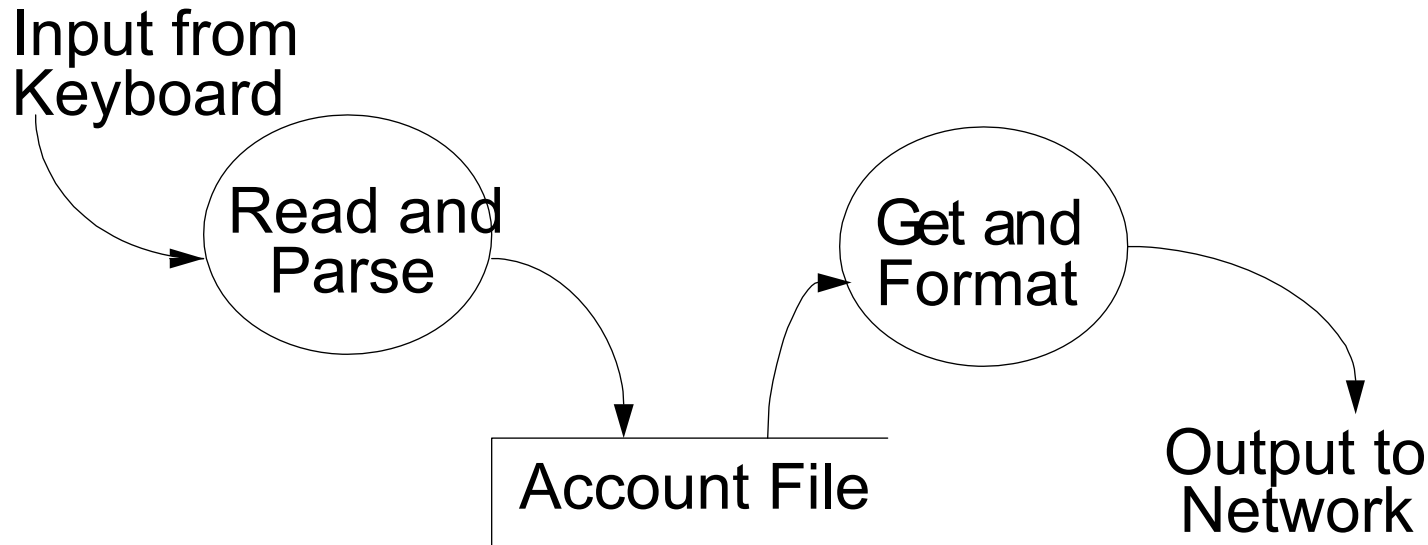 Input from
Keyboard
Read and
Parse
Get and
Format
Account File
Output to
Network